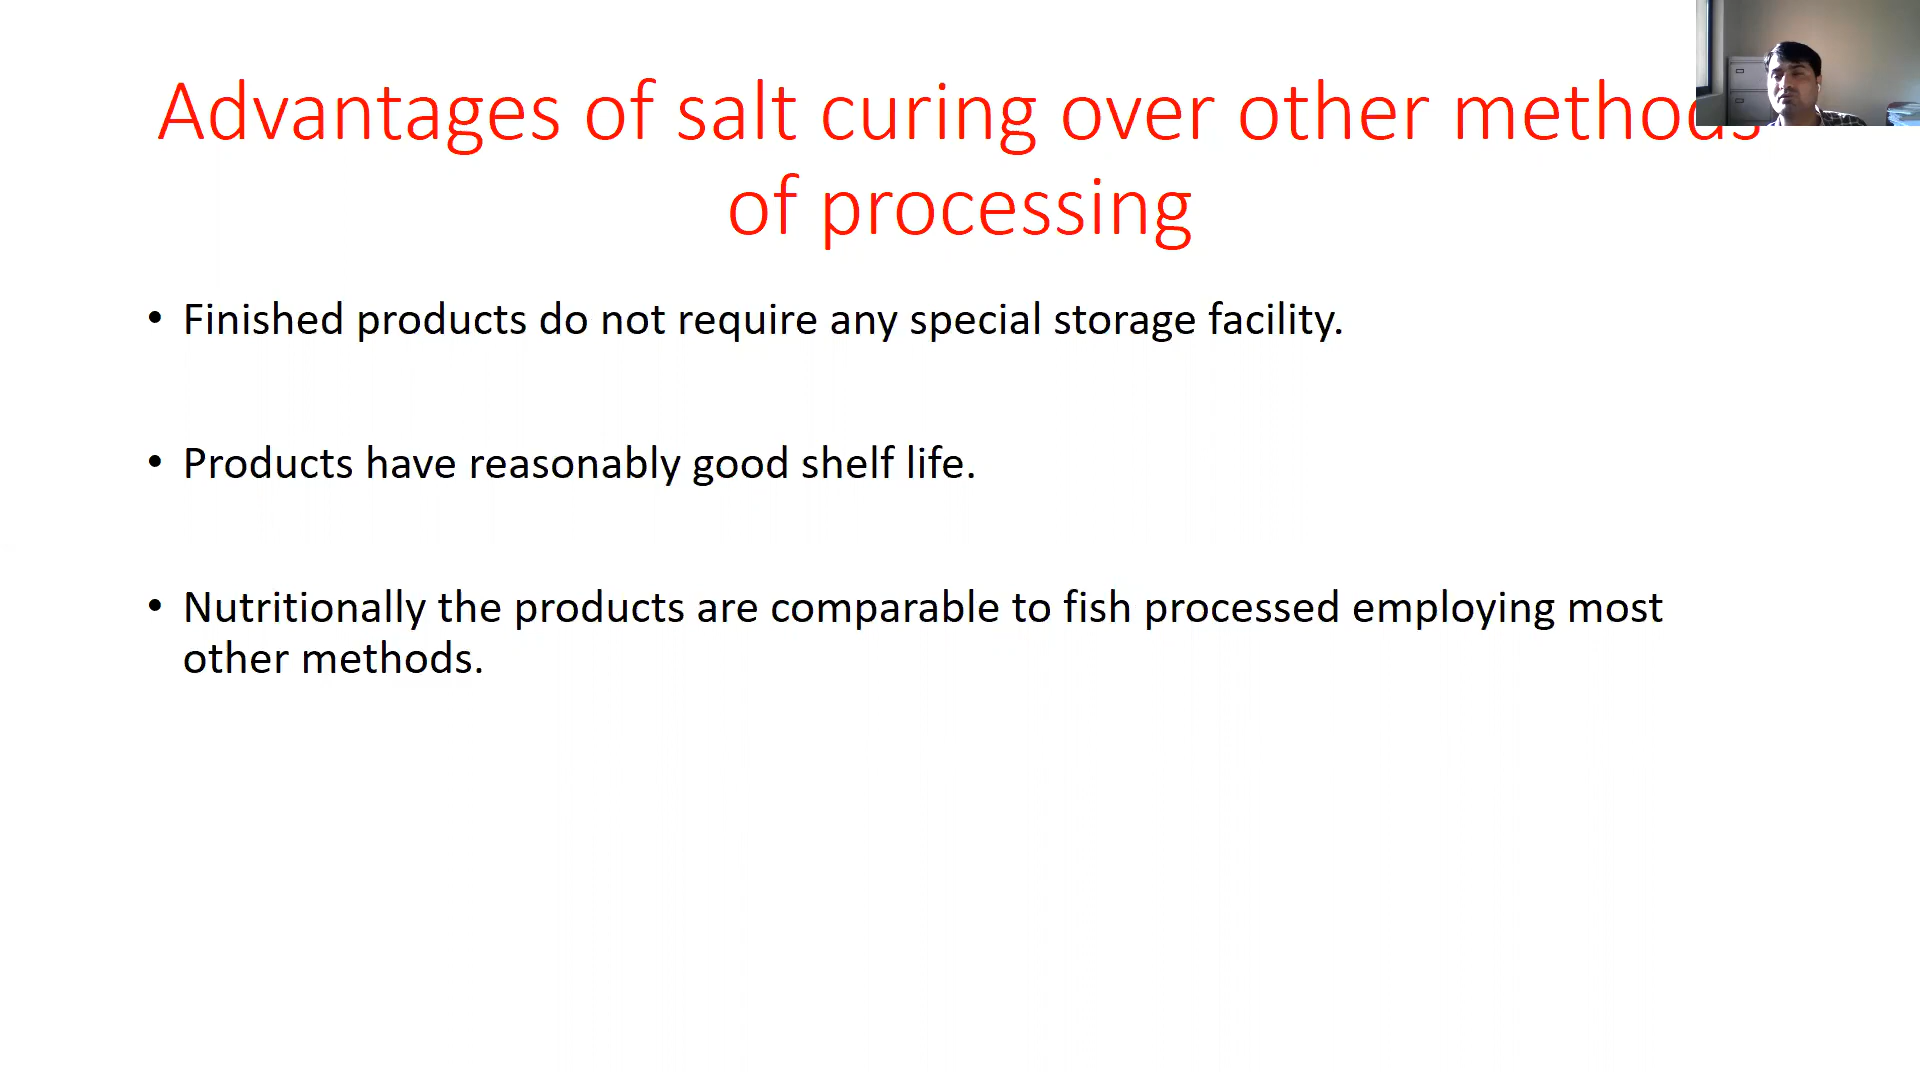 Advantages of salt curing over other methods
of processing
• Finished products do not require any special storage facility.
• Products have reasonably good shelf life.
• Nutritionally the products are comparable to fish processed employing most
other methods.